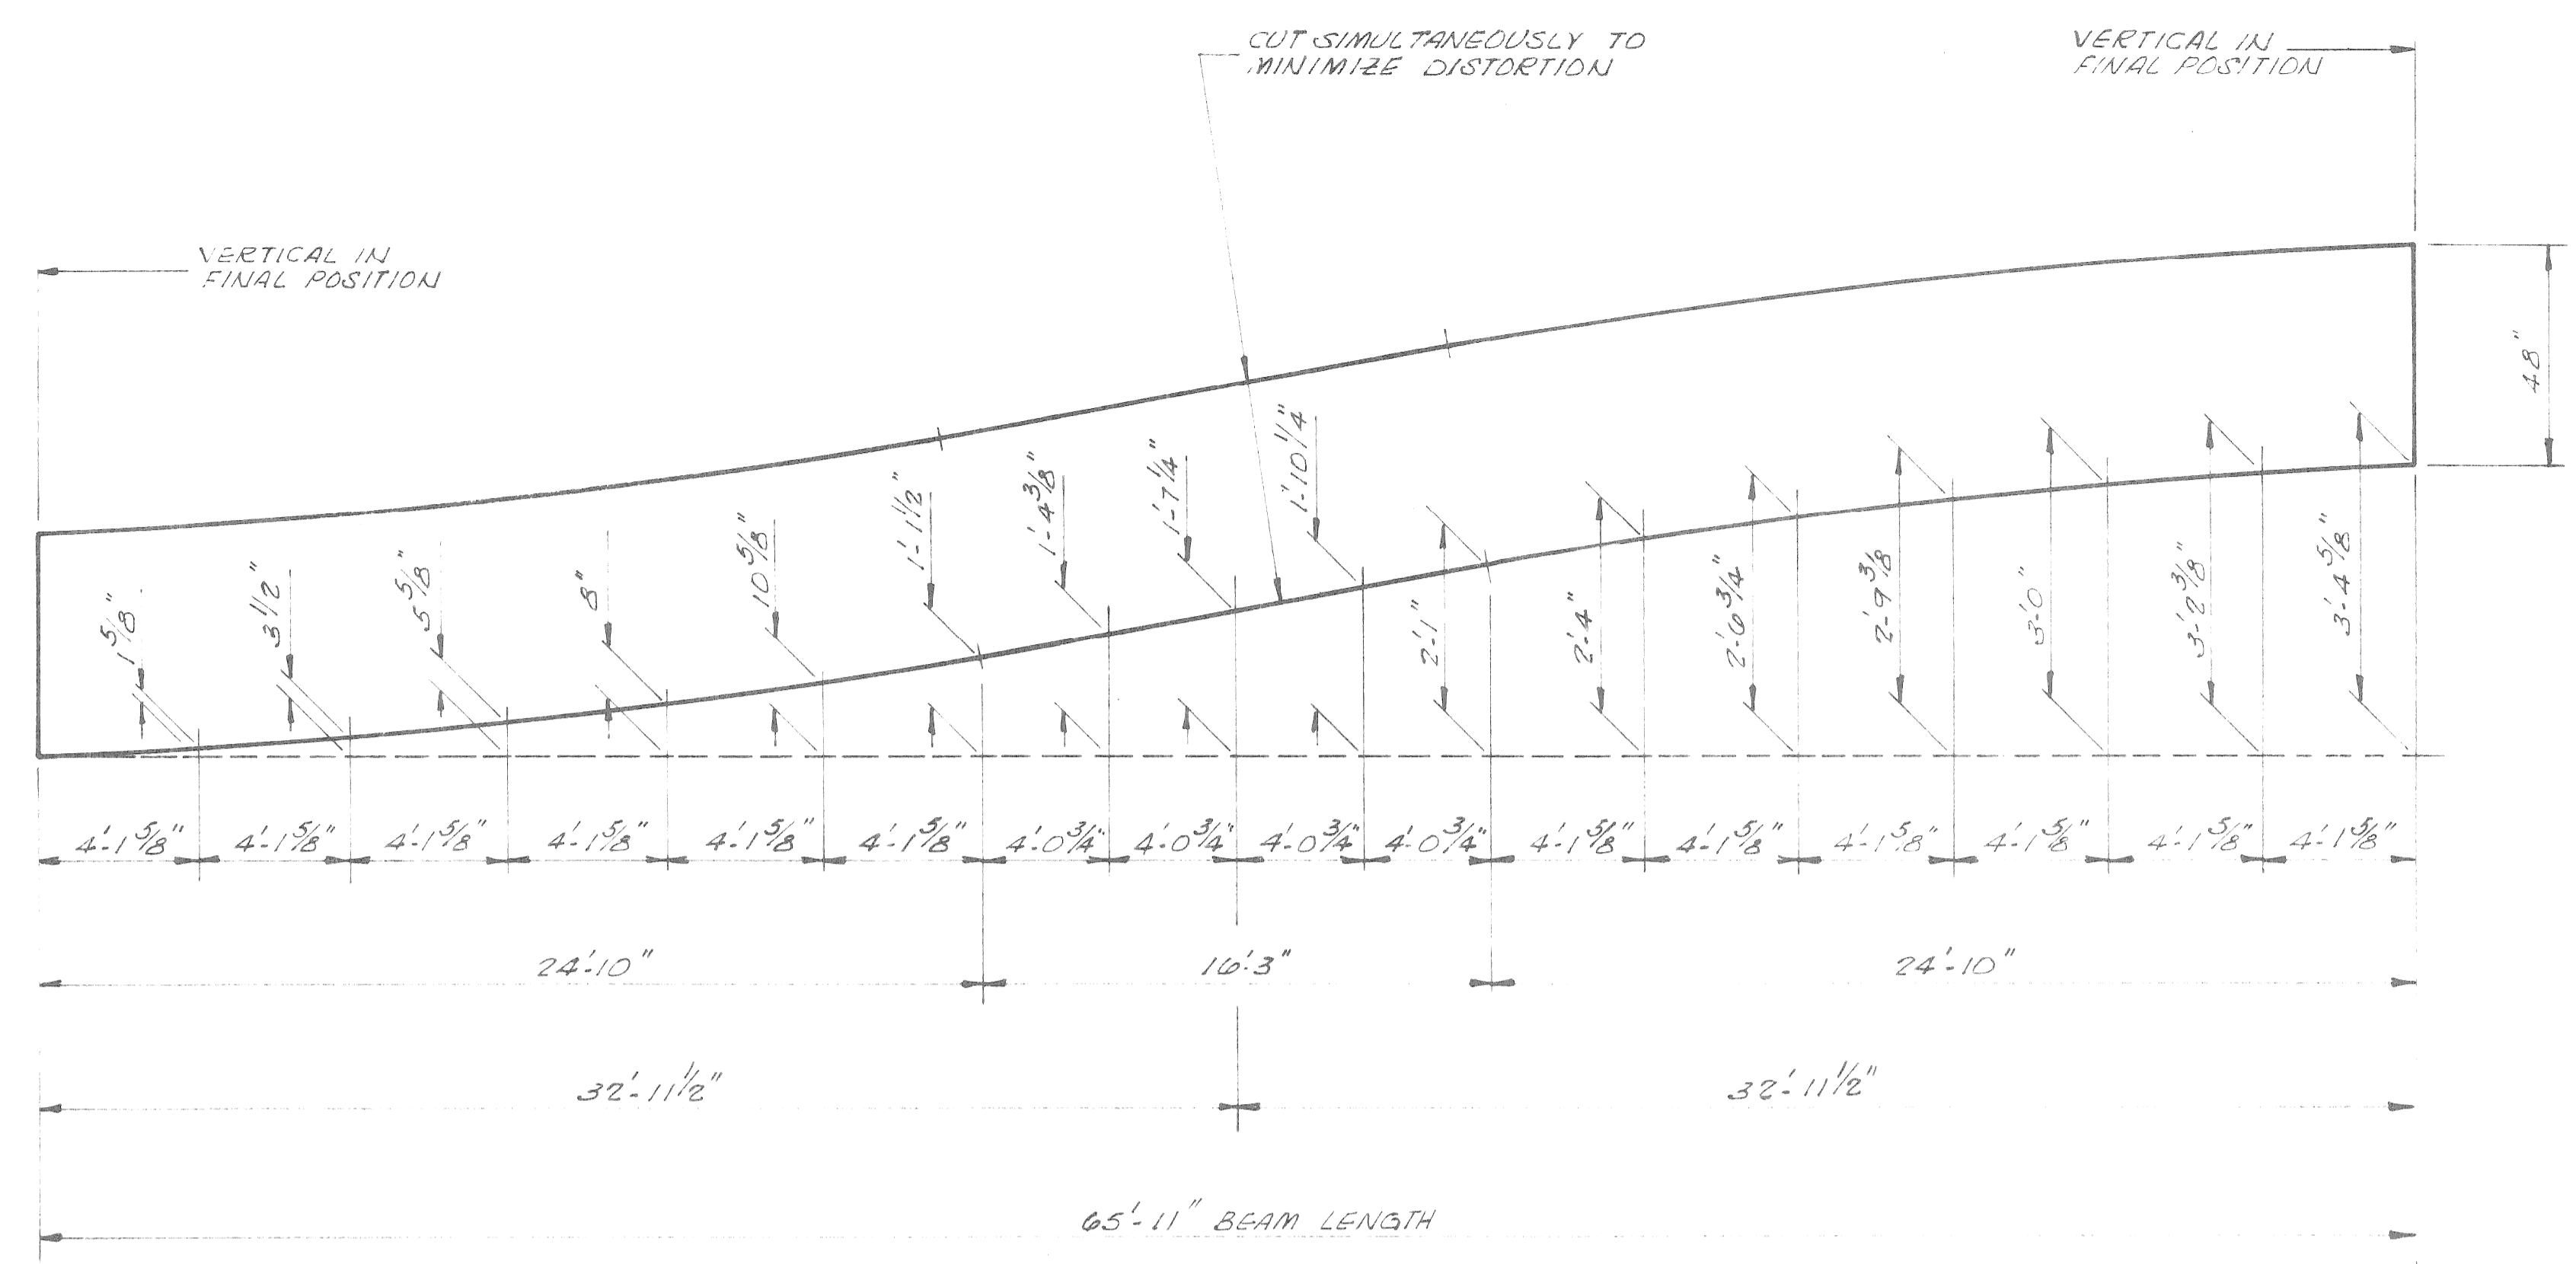 CUT SIMULTANEOUSLY TO
MINIMIZE DISTORTION
VERTICAL IN
FINAL POSITION
VERTICAL IN
FINAL POSITION
48"
1 5/8"
3 1/2"
5 5/8"
8"
10 5/8"
1'-1 1/2"
1'-4 3/8"
1'-7 1/4"
1'-10 1/4"
2'-1"
2'-4"
2'-6 3/4"
2'-9 3/8"
3'-0"
3'-2 3/8"
3'-4 5/8"
4'-1 5/8" 4'-1 5/8" 4'-1 5/8" 4'-1 5/8" 4'-1 5/8" 4'-1 5/8" 4'-0 3/4" 4'-0 3/4" 4'-0 3/4" 4'-0 3/4" 4'-1 5/8" 4'-1 5/8" 4'-1 5/8" 4'-1 5/8" 4'-1 5/8" 4'-1 5/8"
24'-10" 16'-3" 24'-10"
32'-11 1/2" 32'-11 1/2"
65'-11" BEAM LENGTH